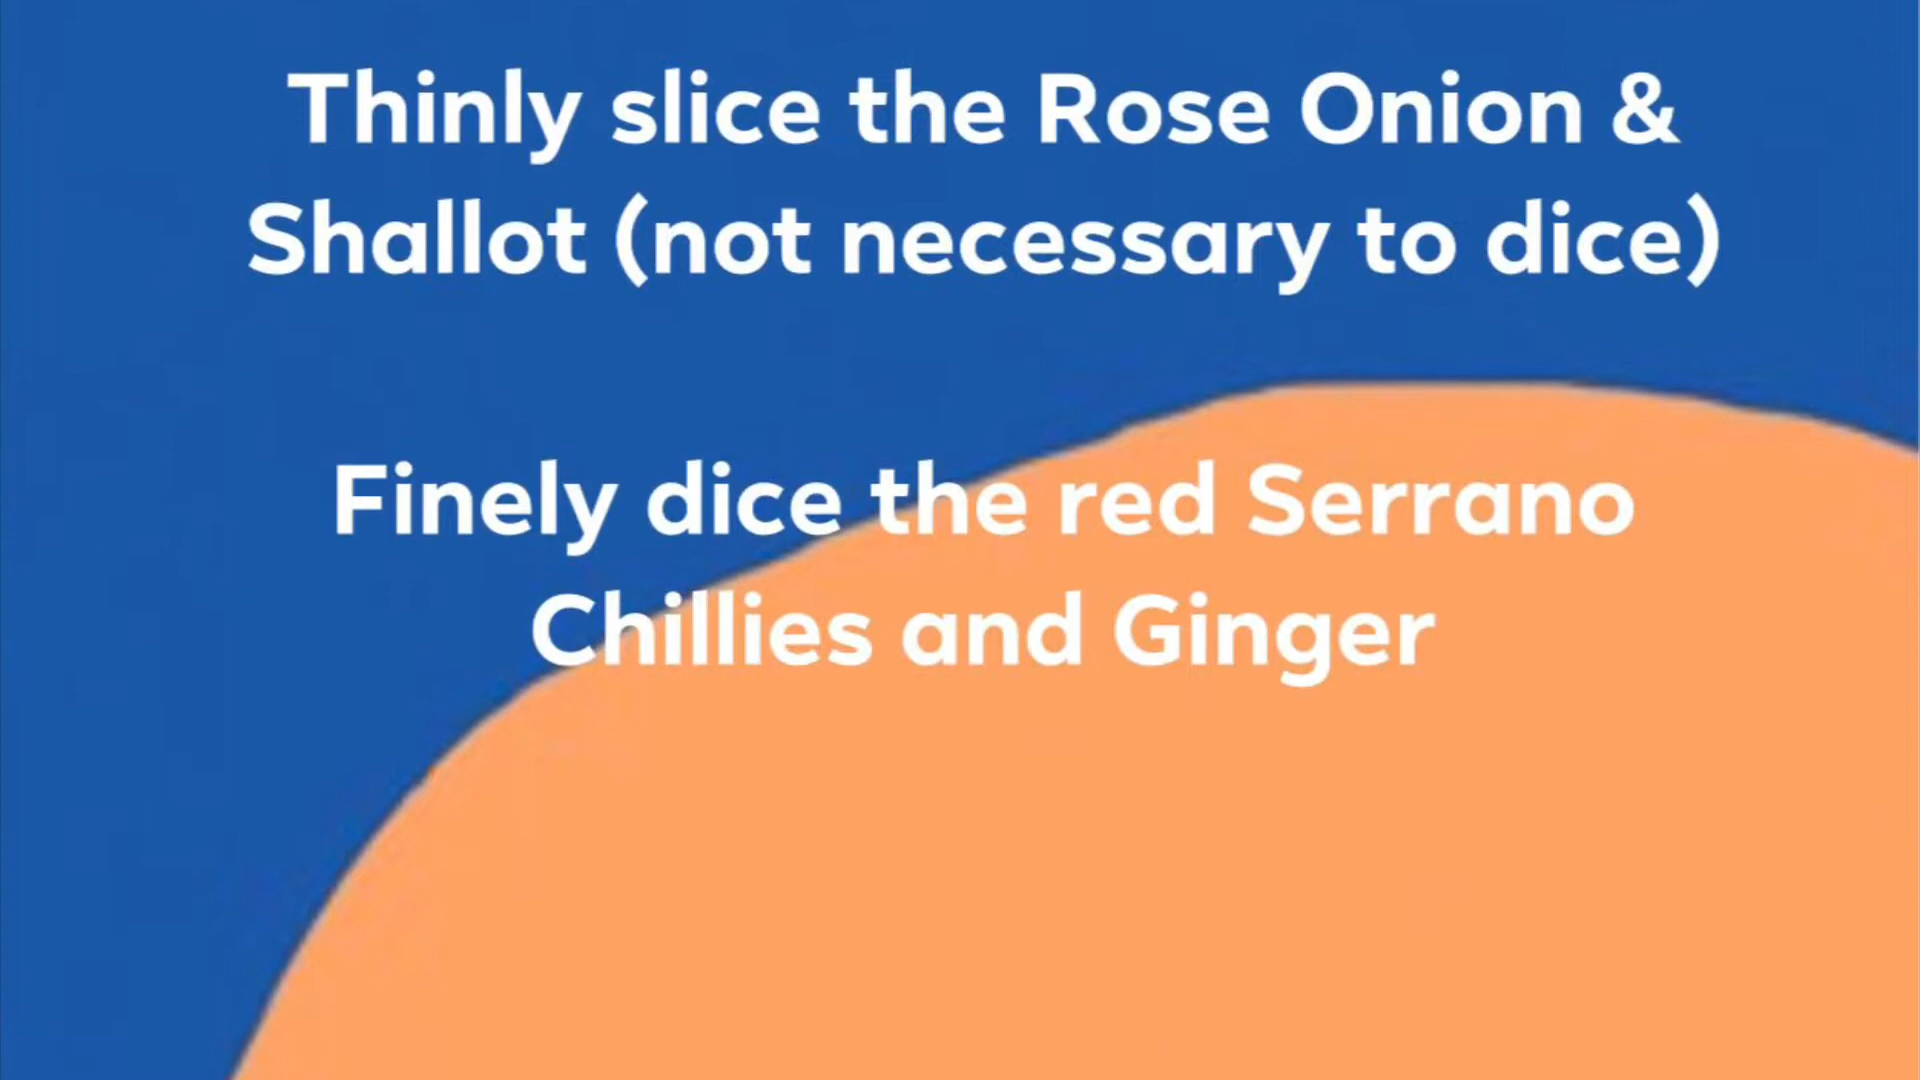 Thinly slice the Rose Onion &
Shallot (not necessary to dice)
Finely dice the red Serrano
Chillies and Ginger